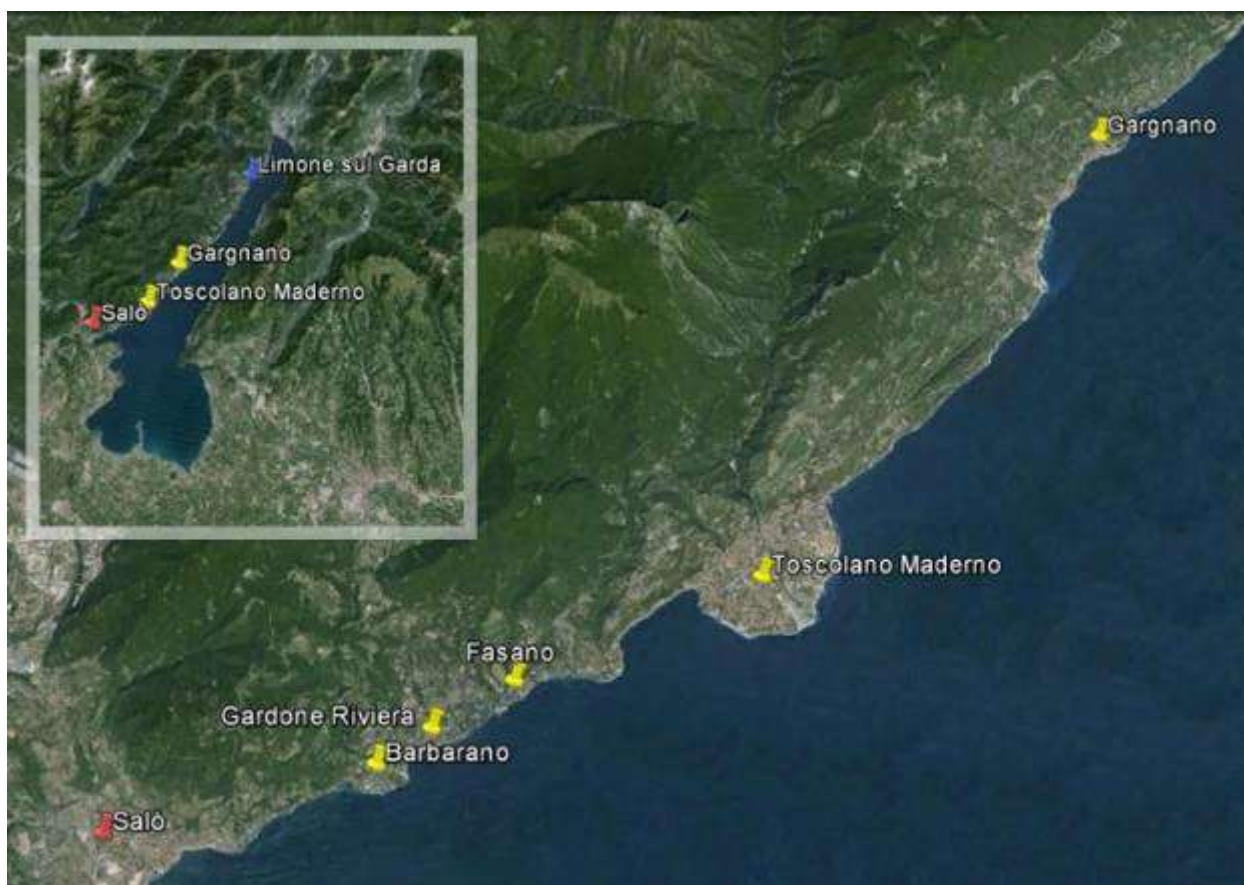 Limone sul Garda
Gargnano
Toscolano Maderno
Salò
Gargnano
Toscolano Maderno
Fasano
Gardone Riviera
Barbarano
Salò